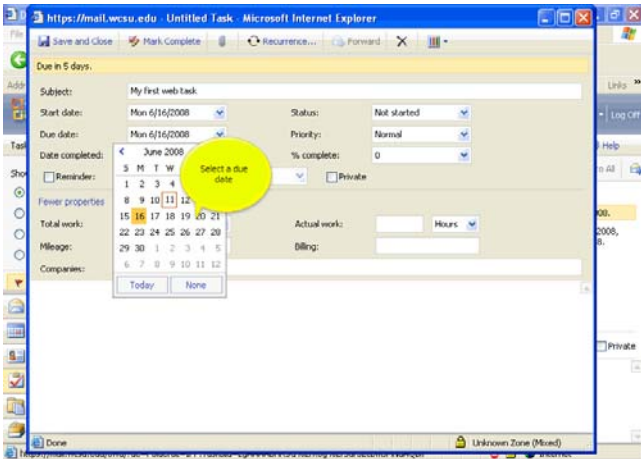 https://mail.wcsu.edu - Untitled Task - Microsoft Internet Explorer
File
Save and Close Mark Complete Recurrence... Forward
Due in 5 days.
Links
Subject: My first web task
Start date: Mon 6/16/2008 Status: Not started
Log Off
Due date: Mon 6/16/2008 Priority: Normal
Help
Date completed: June 2008 % complete: 0
Select a due
date
Reminder: Private
S M T W
1 2 3 4
Fewer properties 8 9 10 11 12
15 16 17 18 19 20 21
Total work: Actual work: Hours
22 23 24 25 26 27 28
2008,
Mileage: 29 30 1 2 3 4 5 Billing:
Companies: 6 7 8 9 10 11 12
Today None
Private
Done Unknown Zone (Mixed)
Internet